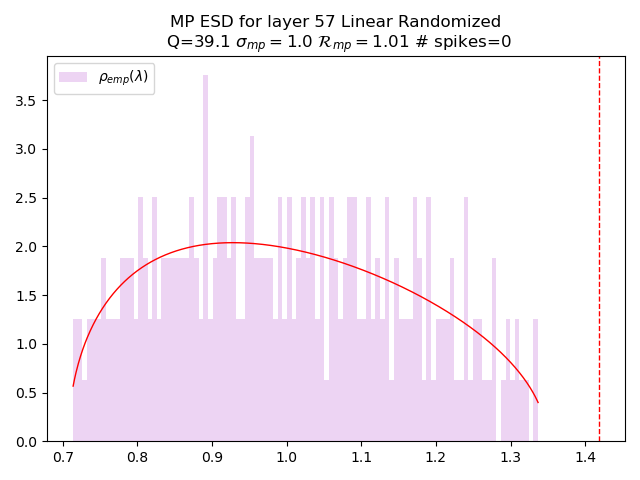 MP ESD for layer 57 Linear Randomized
Q=39.1 σmp = 1.0 ℛmp = 1.01 # spikes=0
ρemp(λ)
3.5
3.0
2.5
2.0
1.5
1.0
0.5
0.0
0.7 0.8 0.9 1.0 1.1 1.2 1.3 1.4